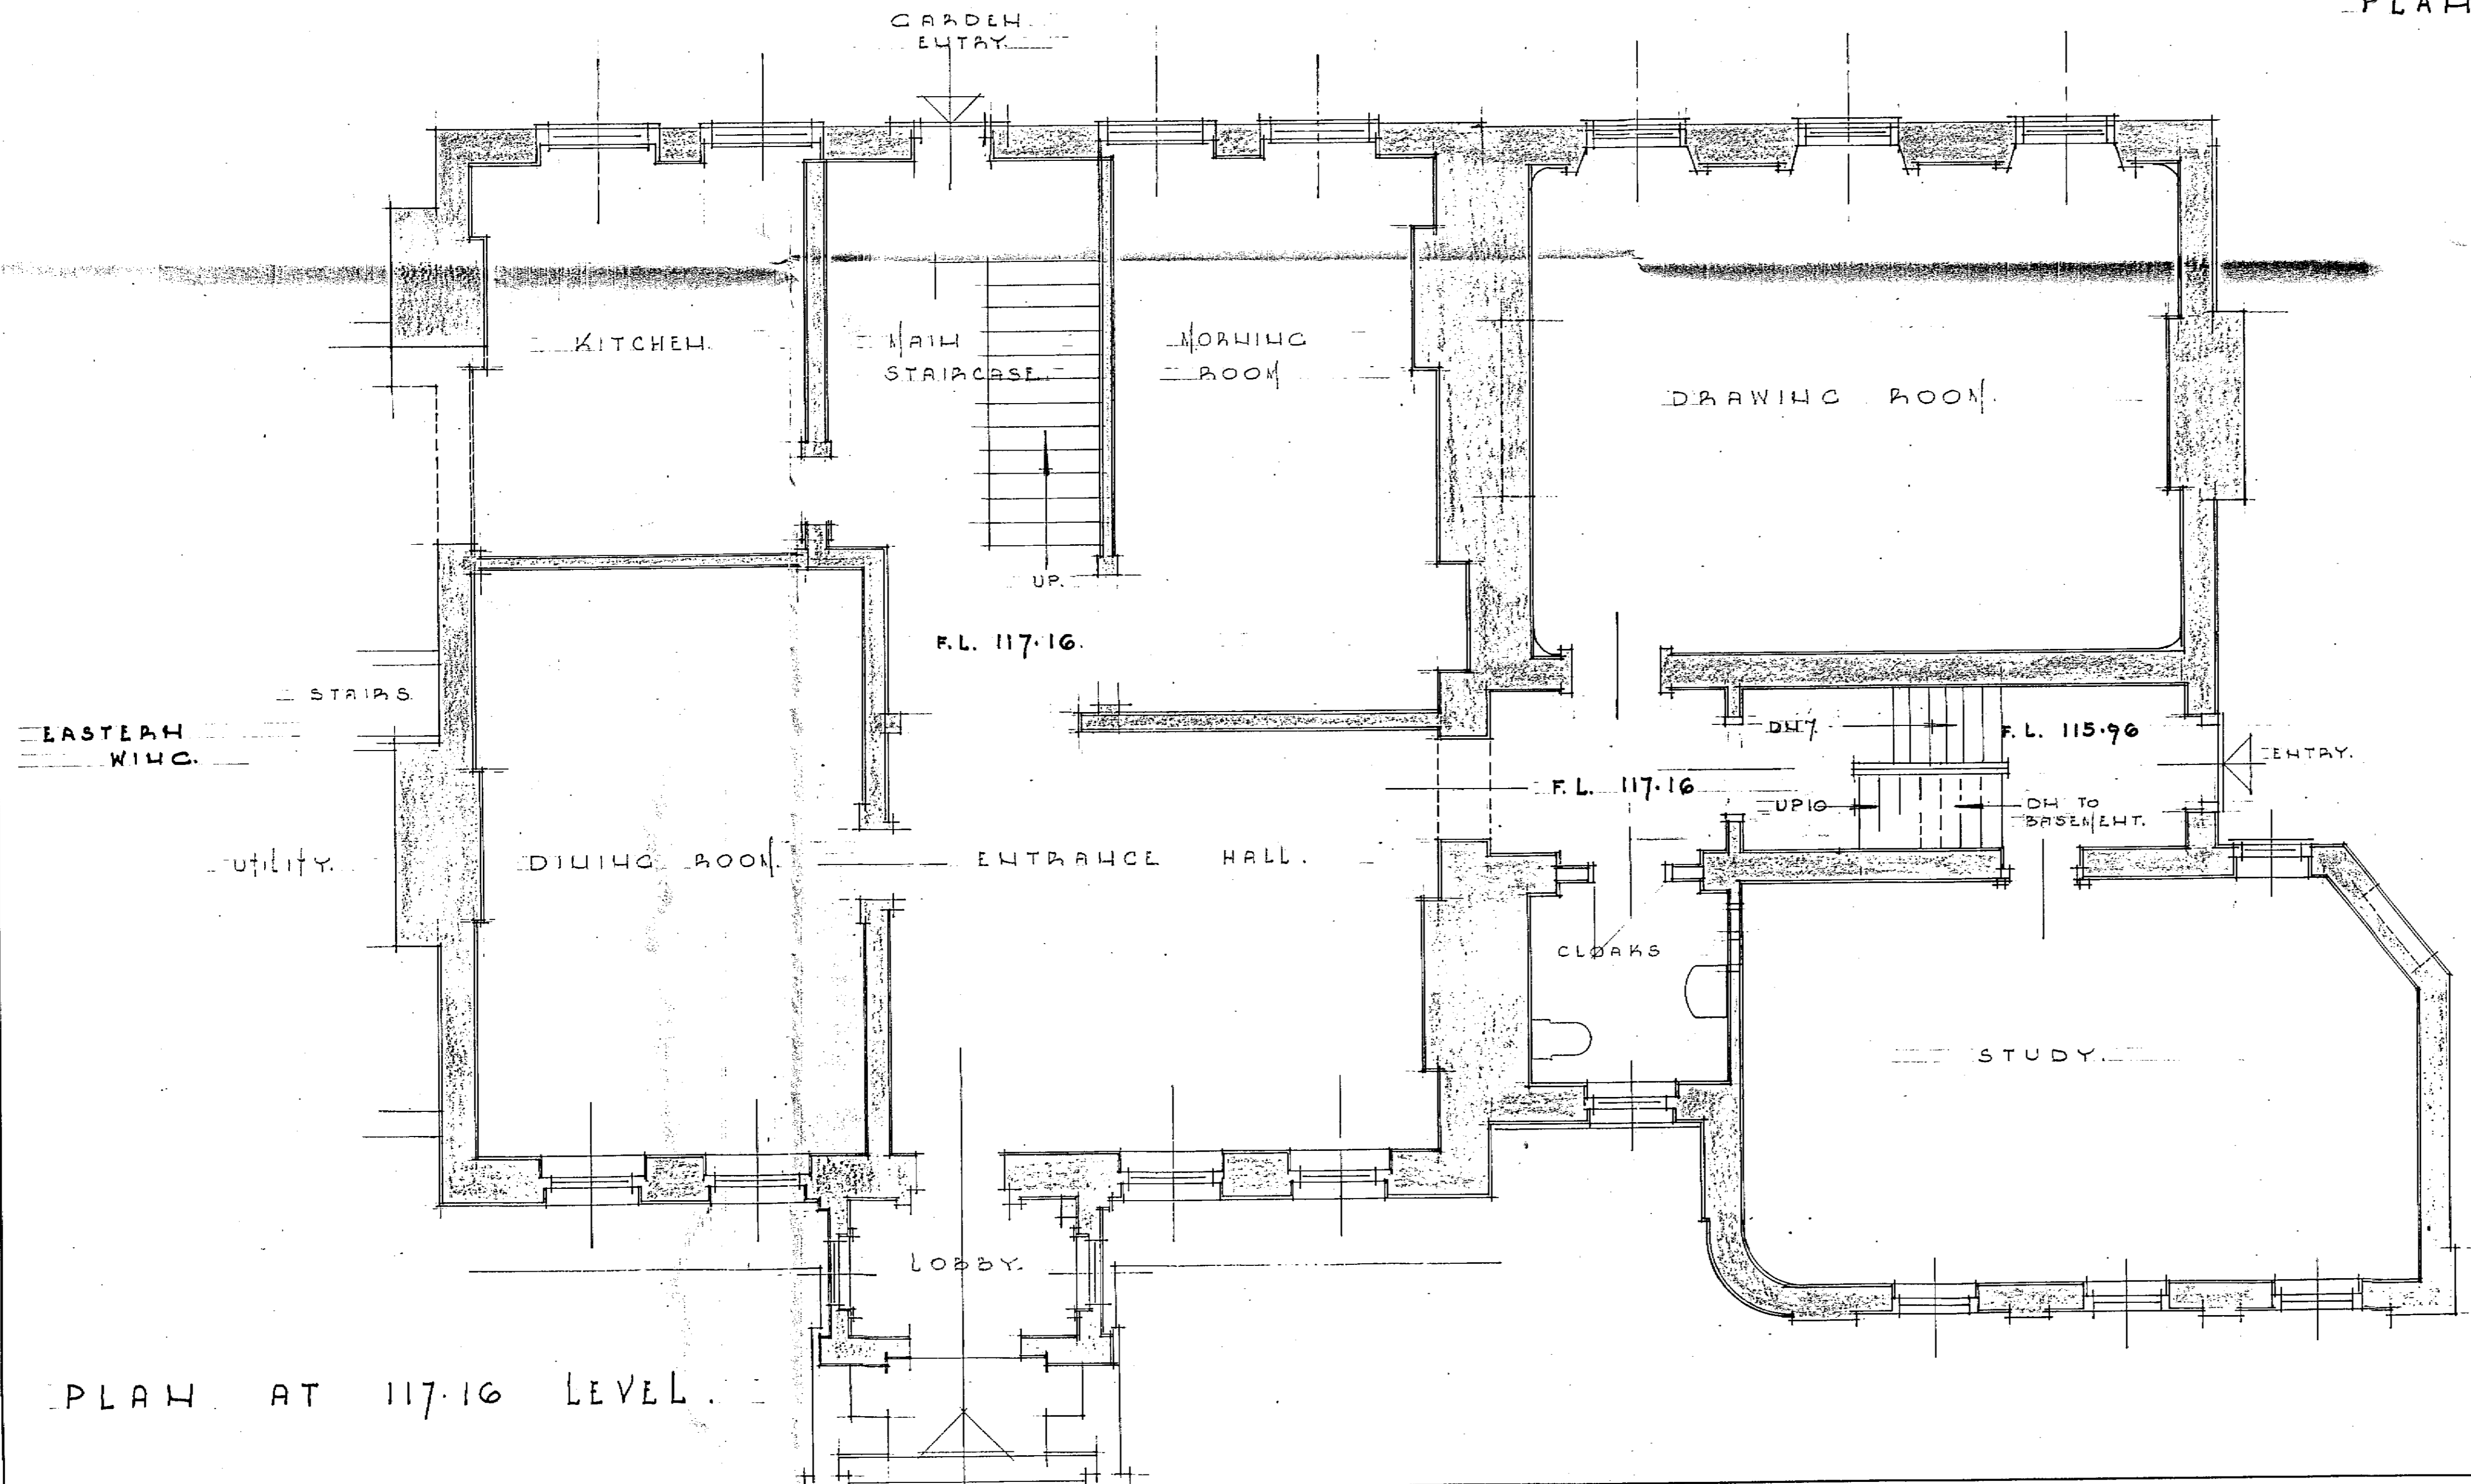 PLAN
GARDEN
ENTRY.
KITCHEN.
MAIN
STAIRCASE.
MORNING
ROOM
DRAWING ROOM.
UP.
F.L. 117.16.
STAIRS.
EASTERN
WING.
DN 7.
F.L. 115.96
ENTRY.
F.L. 117.16
UP 10
DN TO
BASEMENT.
UTILITY.
DINING ROOM.
ENTRANCE HALL.
CLOAKS
STUDY.
LOBBY.
PLAN AT 117.16 LEVEL.